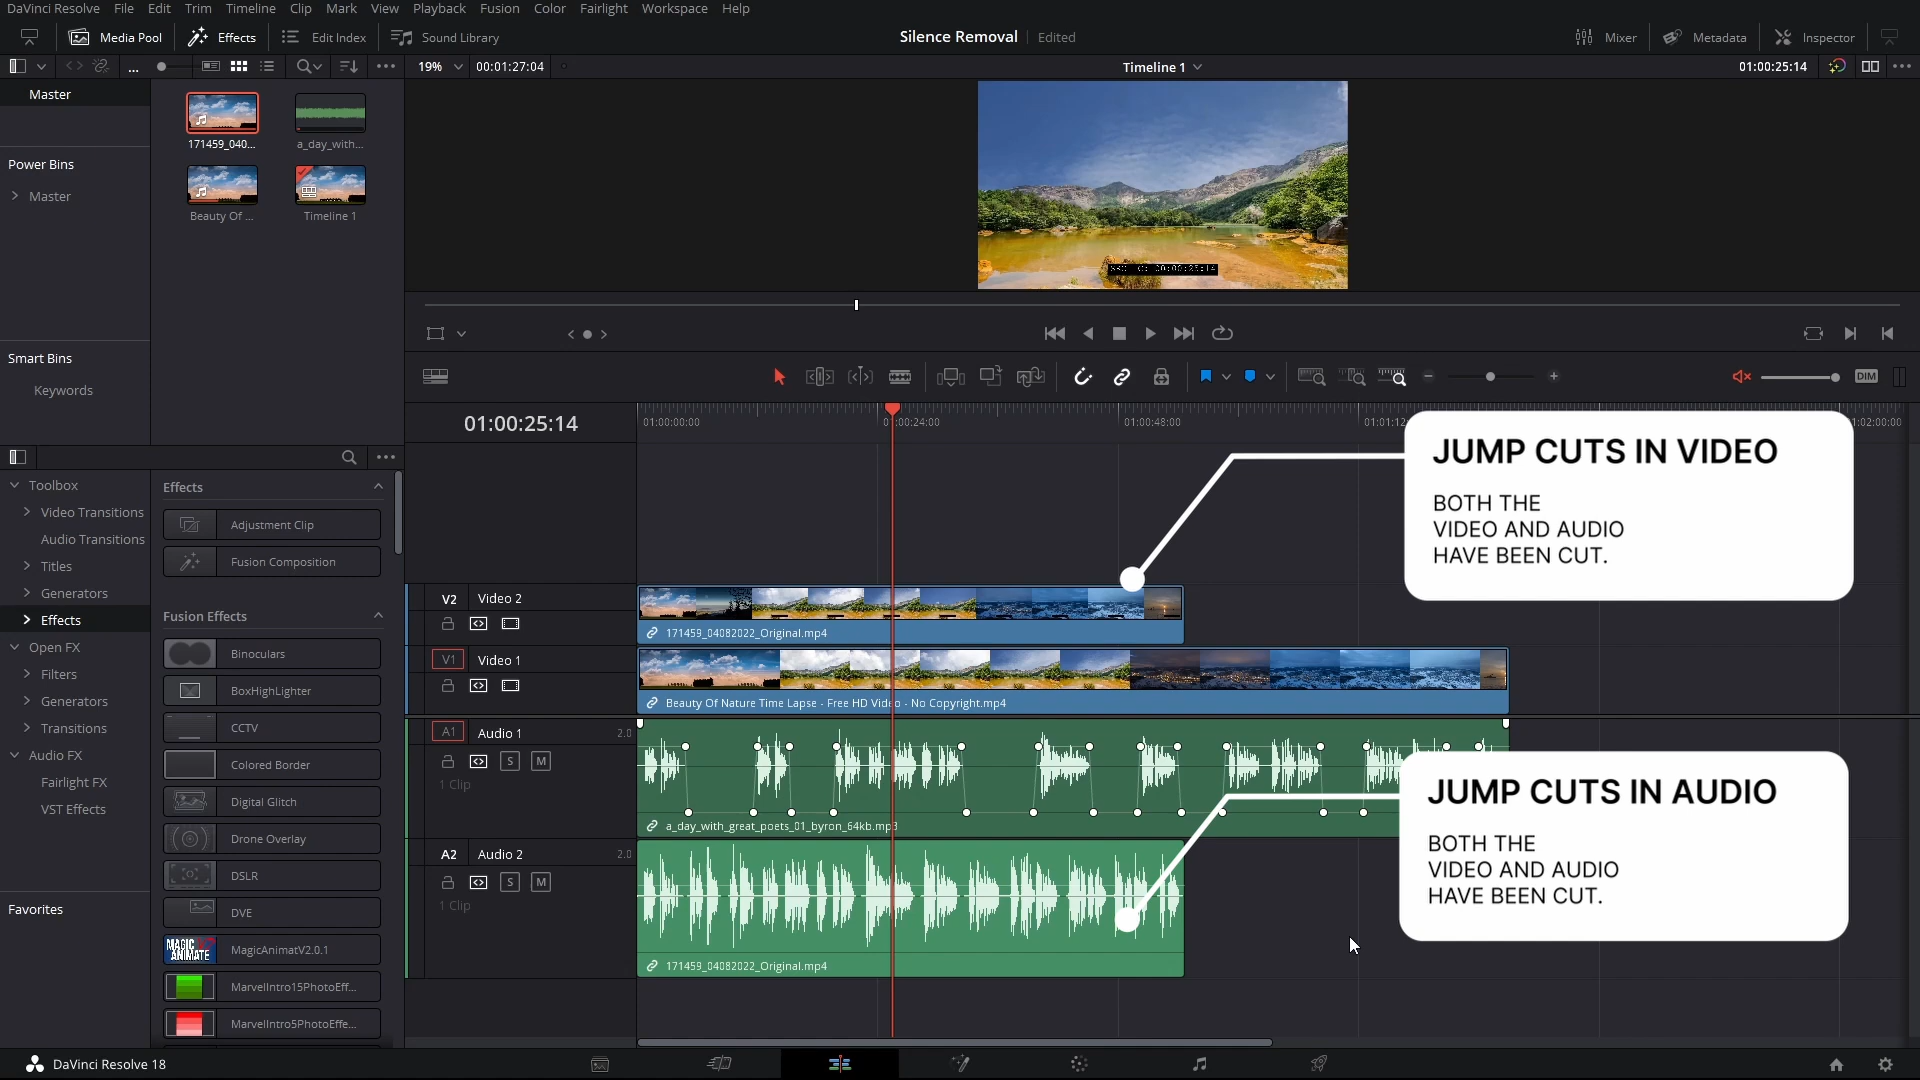 DaVinci Resolve File Edit Trim Timeline Clip Mark View Playback Fusion Color Fairlight Workspace Help
Media Pool Effects Edit Index Sound Library Silence Removal Edited Mixer Metadata Inspector
... 19% 00:01:27:04 Timeline 1 01:00:25:14
Master
171459_040... a_day_with...
Power Bins
Master
Beauty Of ... Timeline 1
Smart Bins
Keywords
DIM
01:00:25:14
01:00:00:00 01:00:24:00 01:00:48:00 01:01:12 01:02:00:00
JUMP CUTS IN VIDEO
BOTH THE
VIDEO AND AUDIO
HAVE BEEN CUT.
Toolbox
Video Transitions
Audio Transitions
Titles
Generators
Effects
Open FX
Filters
Generators
Transitions
Audio FX
Fairlight FX
VST Effects
Favorites
Effects
Adjustment Clip
Fusion Composition
Fusion Effects
Binoculars
BoxHighLighter
CCTV
Colored Border
Digital Glitch
Drone Overlay
DSLR
DVE
MAGIC ANIMATE MagicAnimatV2.0.1
MarvelIntro15PhotoEff...
MarvelIntro5PhotoEffe...
V2 Video 2
171459_04082022_Original.mp4
V1 Video 1
Beauty Of Nature Time Lapse - Free HD Video - No Copyright.mp4
A1 Audio 1 2.0
S M
1 Clip
a_day_with_great_poets_01_byron_64kb.mp3
A2 Audio 2 2.0
S M
1 Clip
171459_04082022_Original.mp4
JUMP CUTS IN AUDIO
BOTH THE
VIDEO AND AUDIO
HAVE BEEN CUT.
DaVinci Resolve 18